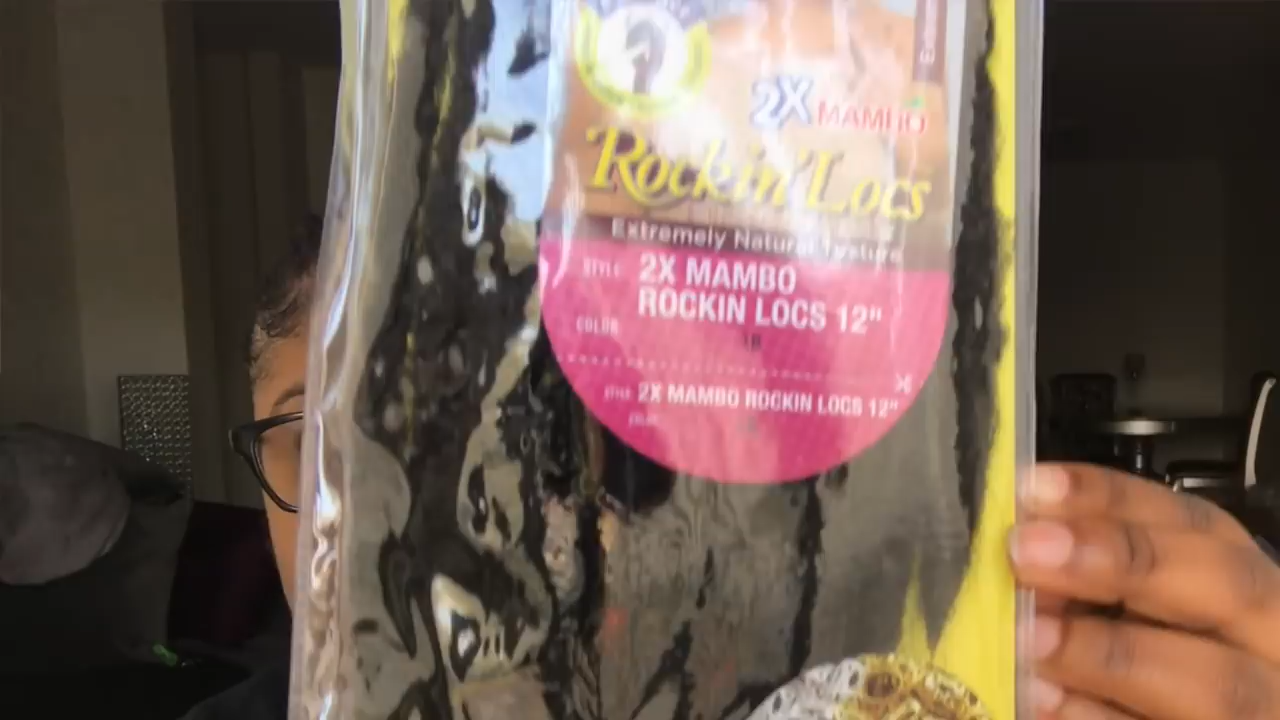 2X MAMBO
Rockin' Locs
Extremely Natural Texture
STYLE 2X MAMBO
ROCKIN LOCS 12"
COLOR 1B
STYLE 2X MAMBO ROCKIN LOCS 12"